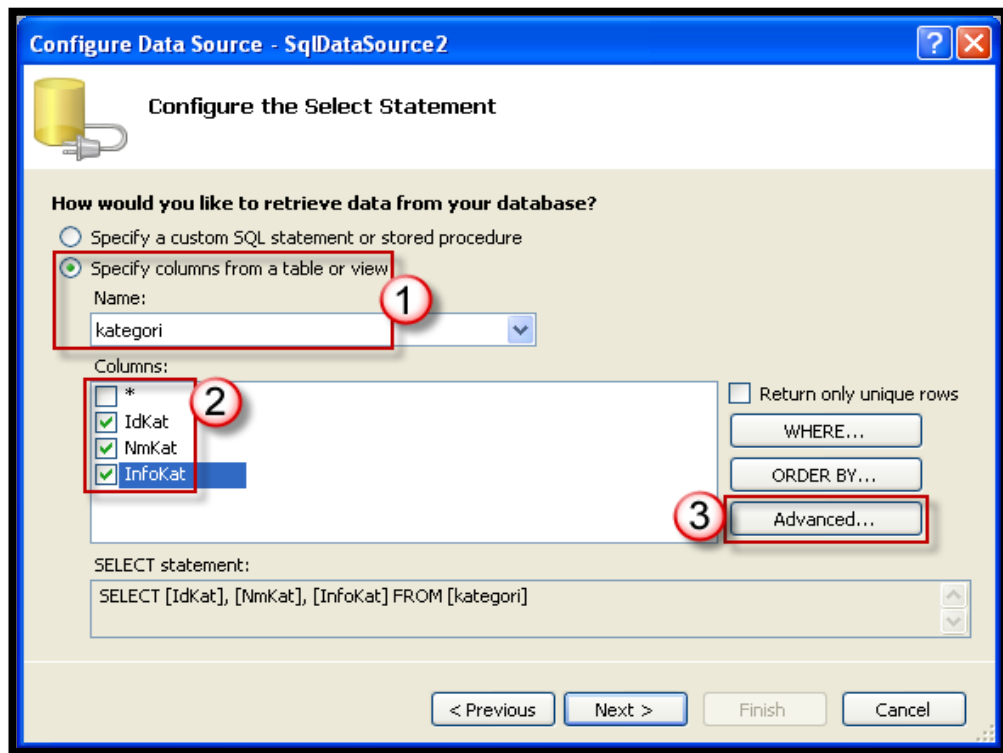 Configure Data Source - SqlDataSource2
Configure the Select Statement
How would you like to retrieve data from your database?
Specify a custom SQL statement or stored procedure
Specify columns from a table or view
1
Name:
kategori
Columns:
*
2
IdKat
NmKat
InfoKat
Return only unique rows
WHERE...
ORDER BY...
3
Advanced...
SELECT statement:
SELECT [IdKat], [NmKat], [InfoKat] FROM [kategori]
< Previous
Next >
Finish
Cancel